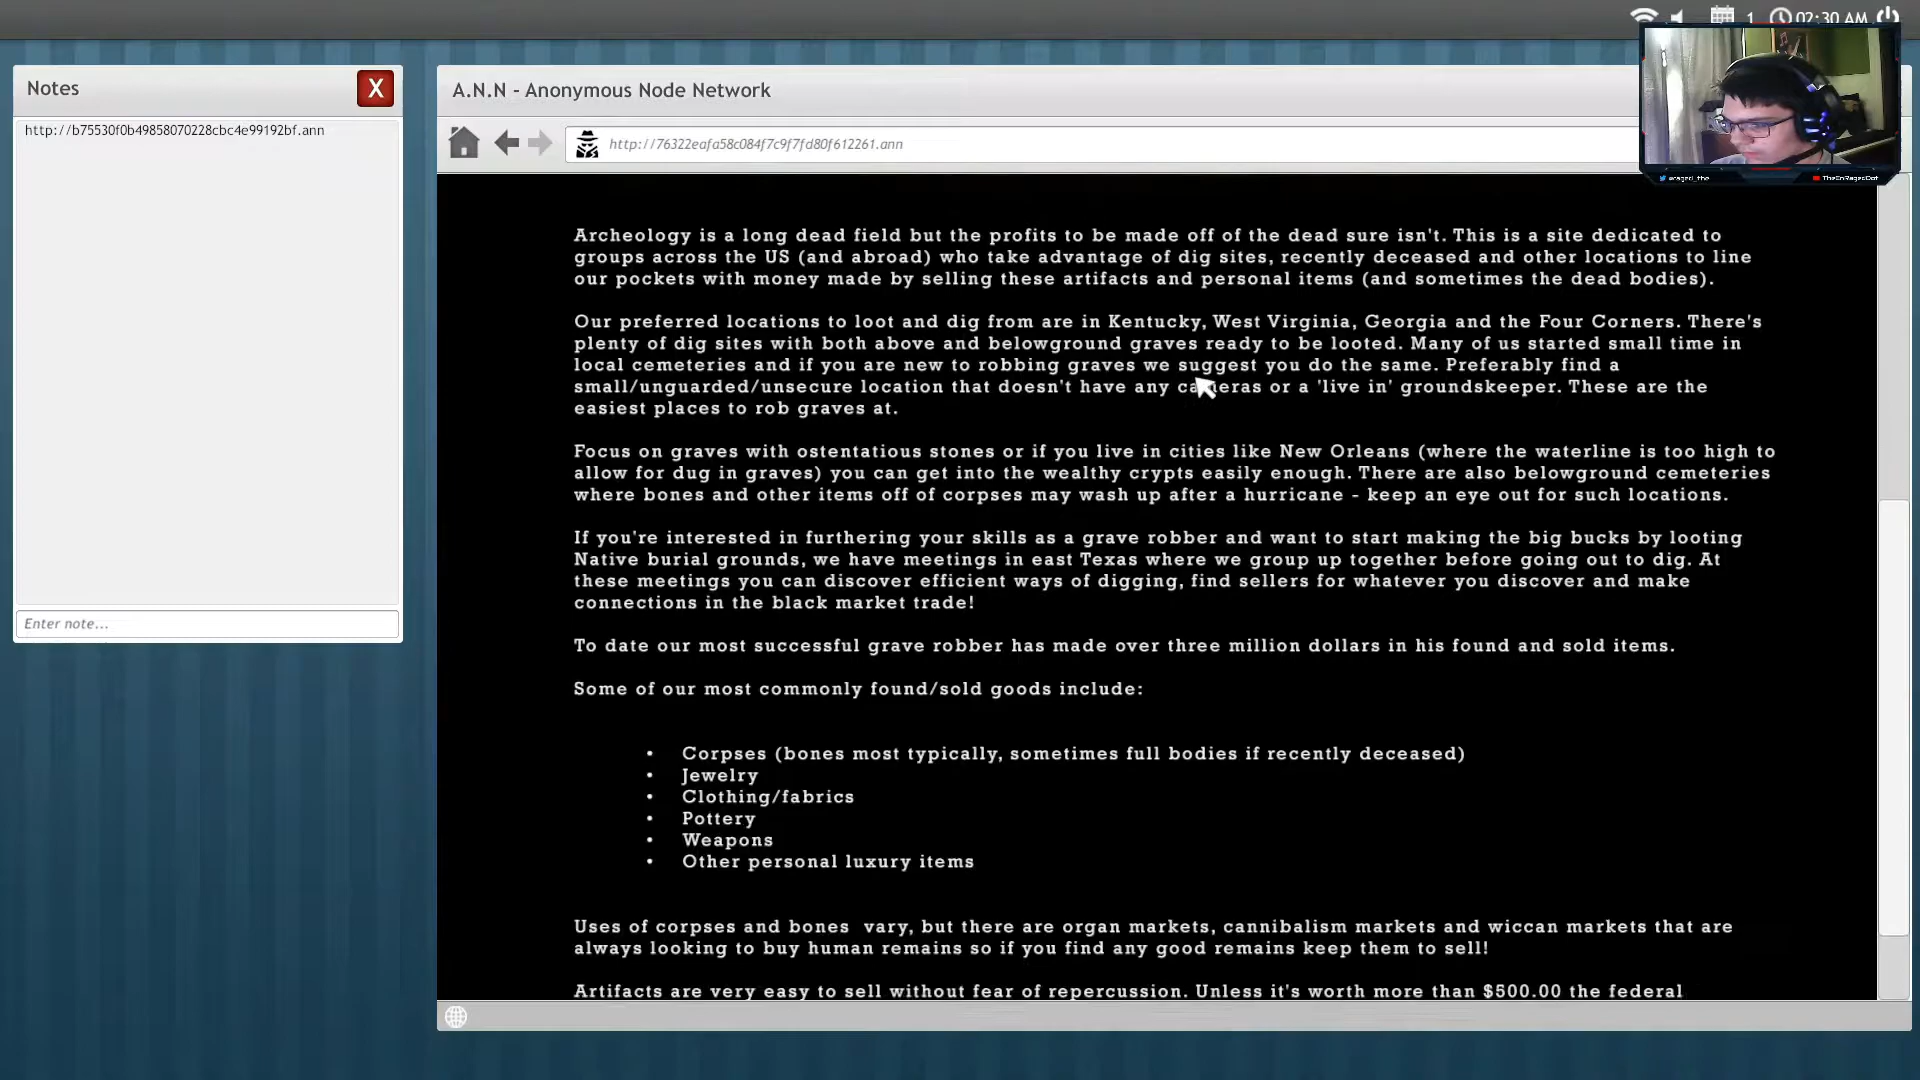 1 02:30 AM
Notes
X
http://b75530f0b49858070228cbc4e99192bf.ann
Enter note...
A.N.N - Anonymous Node Network
http://76322eafa58c084f7c9f7fd80f612261.ann
Archeology is a long dead field but the profits to be made off of the dead sure isn't. This is a site dedicated to
groups across the US (and abroad) who take advantage of dig sites, recently deceased and other locations to line
our pockets with money made by selling these artifacts and personal items (and sometimes the dead bodies).
Our preferred locations to loot and dig from are in Kentucky, West Virginia, Georgia and the Four Corners. There's
plenty of dig sites with both above and belowground graves ready to be looted. Many of us started small time in
local cemeteries and if you are new to robbing graves we suggest you do the same. Preferably find a
small/unguarded/unsecure location that doesn't have any cameras or a 'live in' groundskeeper. These are the
easiest places to rob graves at.
Focus on graves with ostentatious stones or if you live in cities like New Orleans (where the waterline is too high to
allow for dug in graves) you can get into the wealthy crypts easily enough. There are also belowground cemeteries
where bones and other items off of corpses may wash up after a hurricane - keep an eye out for such locations.
If you're interested in furthering your skills as a grave robber and want to start making the big bucks by looting
Native burial grounds, we have meetings in east Texas where we group up together before going out to dig. At
these meetings you can discover efficient ways of digging, find sellers for whatever you discover and make
connections in the black market trade!
To date our most successful grave robber has made over three million dollars in his found and sold items.
Some of our most commonly found/sold goods include:
• Corpses (bones most typically, sometimes full bodies if recently deceased)
• Jewelry
• Clothing/fabrics
• Pottery
• Weapons
• Other personal luxury items
Uses of corpses and bones  vary, but there are organ markets, cannibalism markets and wiccan markets that are
always looking to buy human remains so if you find any good remains keep them to sell!
Artifacts are very easy to sell without fear of repercussion. Unless it's worth more than $500.00 the federal